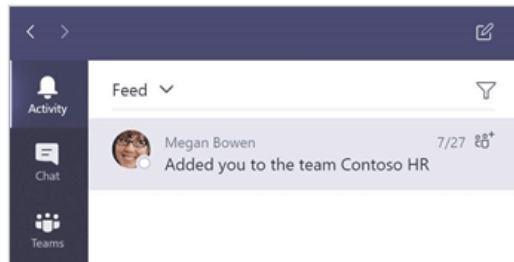 Activity
Feed
Megan Bowen 7/27
Added you to the team Contoso HR
Chat
Teams